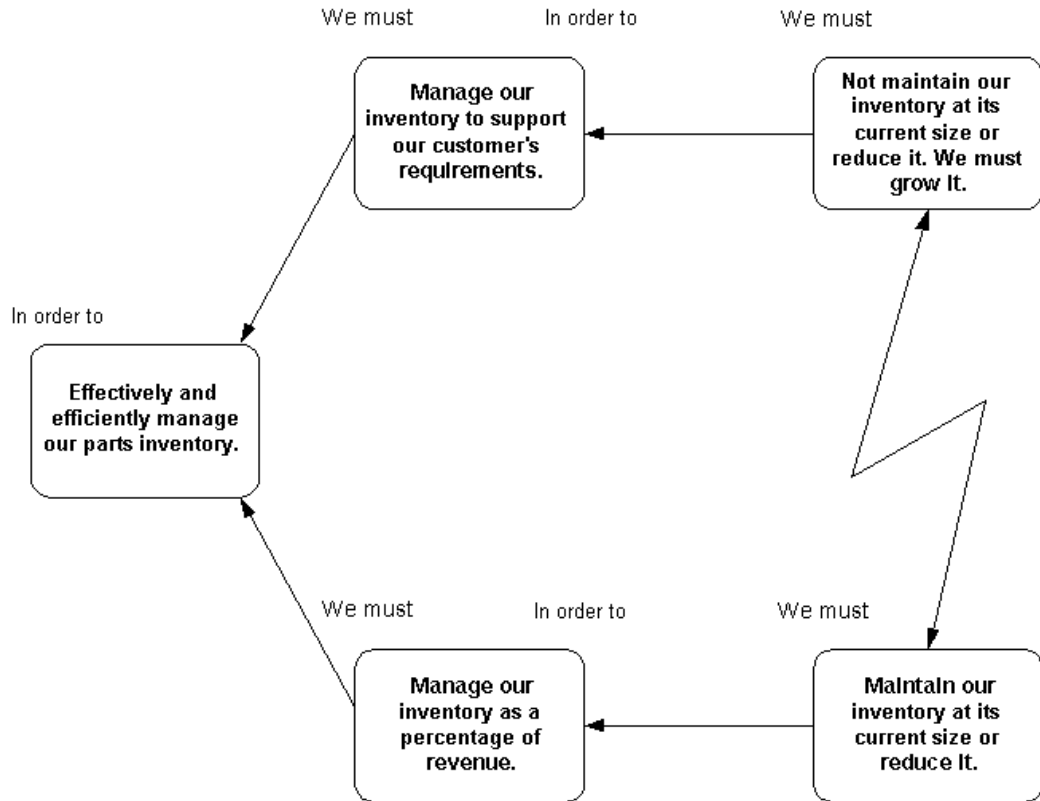 We must
In order to
We must
Manage our
inventory to support
our customer's
requirements.
Not maintain our
inventory at its
current size or
reduce it. We must
grow It.
In order to
Effectively and
efficiently manage
our parts inventory.
We must
In order to
We must
Manage our
inventory as a
percentage of
revenue.
Maintain our
inventory at its
current size or
reduce It.